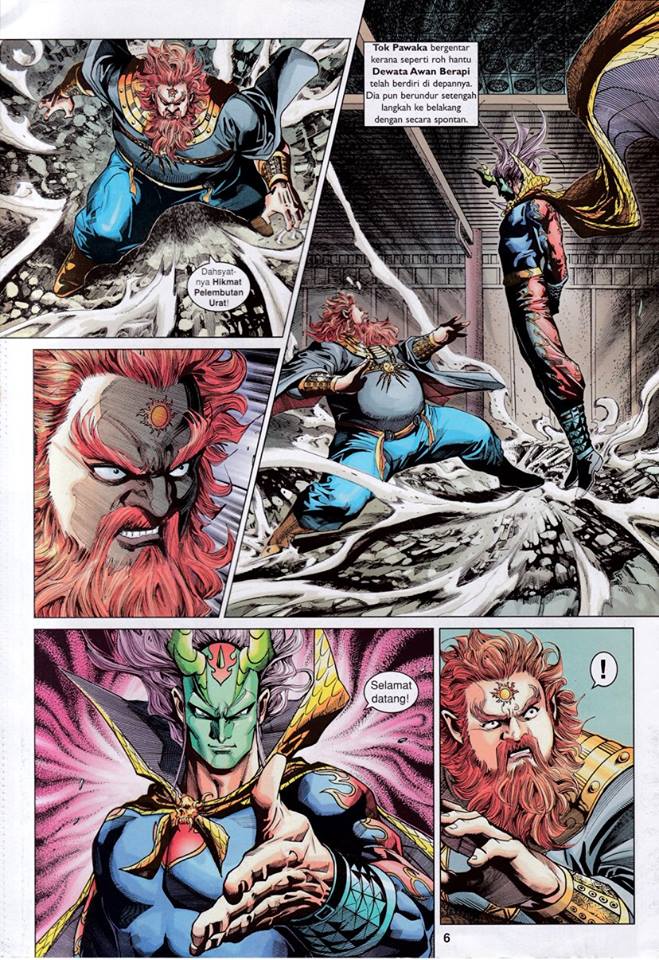 Dahsyat-
nya Hikmat
Pelembutan
Urat!
Tok Pawaka bergentar
kerana seperti roh hantu
Dewata Awan Berapi
telah berdiri di depannya.
Dia pun berundur setengah
langkah ke belakang
dengan secara spontan.
Selamat
datang!
!
6